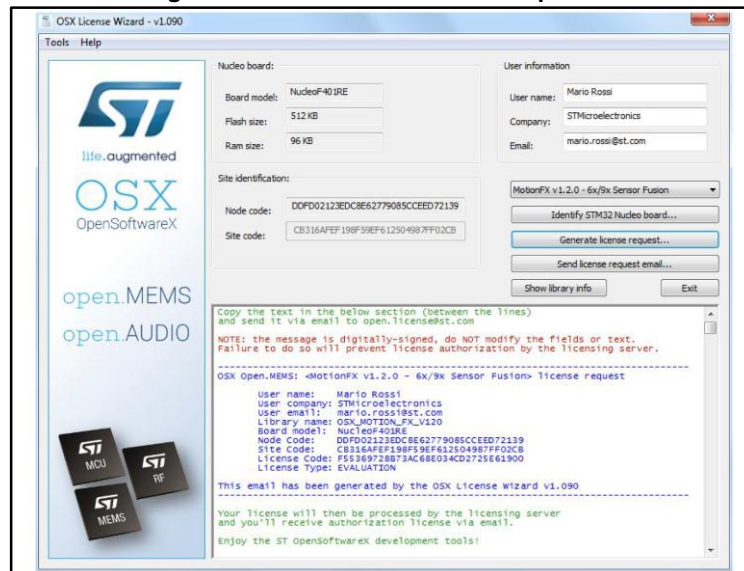 OSX License Wizard - v1.090
Tools Help
life.augmented
OSX
OpenSoftwareX
open.MEMS
open.AUDIO
MCU
RF
MEMS
Nucleo board:
Board model: NucleoF401RE
Flash size: 512 KB
Ram size: 96 KB
User information
User name: Mario Rossi
Company: STMicroelectronics
Email: mario.rossi@st.com
Site identification:
Node code: DDFD02123EDC8E62779085CCEED72139
Site code: CB316AFEF198F59EF612504987FF02CB
MotionFX v1.2.0 - 6x/9x Sensor Fusion
Identify STM32 Nucleo board...
Generate license request...
Send license request email...
Show library info Exit
Copy the text in the below section (between the lines)
and send it via email to open.license@st.com
NOTE: the message is digitally-signed, do NOT modify the fields or text.
Failure to do so will prevent license authorization by the licensing server.
OSX Open.MEMS: <MotionFX v1.2.0 - 6x/9x Sensor Fusion> license request
User name: Mario Rossi
User company: STMicroelectronics
User email: mario.rossi@st.com
Library name: OSX_MOTION_FX_V120
Board model: NucleoF401RE
Node Code: DDFD02123EDC8E62779085CCEED72139
Site Code: CB316AFEF198F59EF612504987FF02CB
License Code: F55369728B73AC68E034CD2725E61900
License Type: EVALUATION
This email has been generated by the OSX License Wizard v1.090
Your license will then be processed by the licensing server
and you'll receive authorization license via email.
Enjoy the ST OpenSoftwareX development tools!